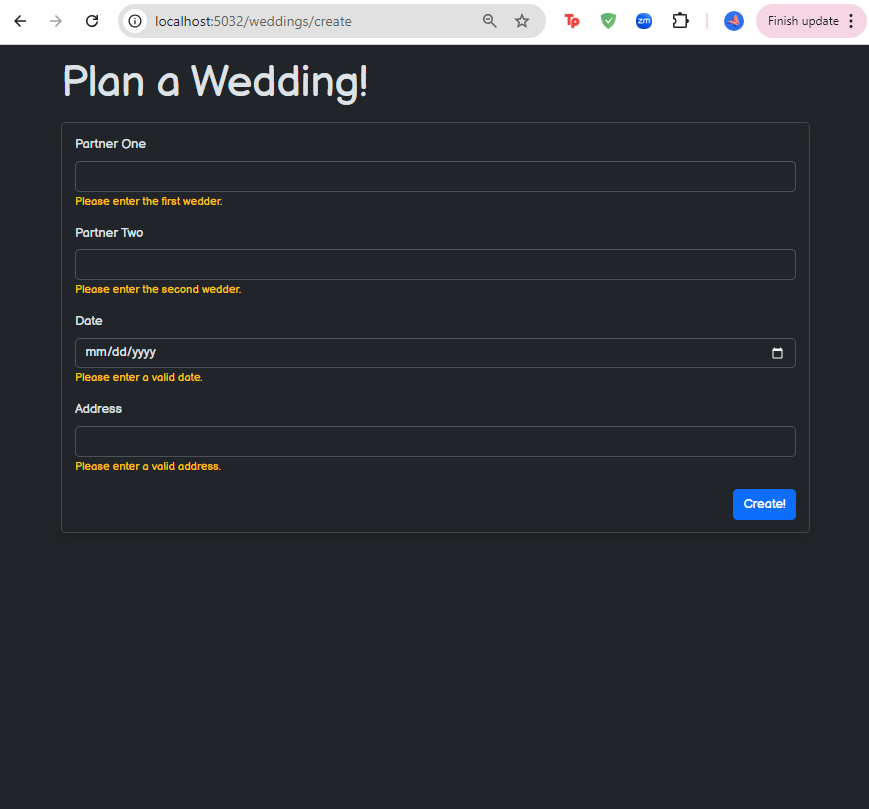 localhost:5032/weddings/create
Tp
zm
Finish update
Plan a Wedding!
Partner One
Please enter the first wedder.
Partner Two
Please enter the second wedder.
Date
mm/dd/yyyy
Please enter a valid date.
Address
Please enter a valid address.
Create!